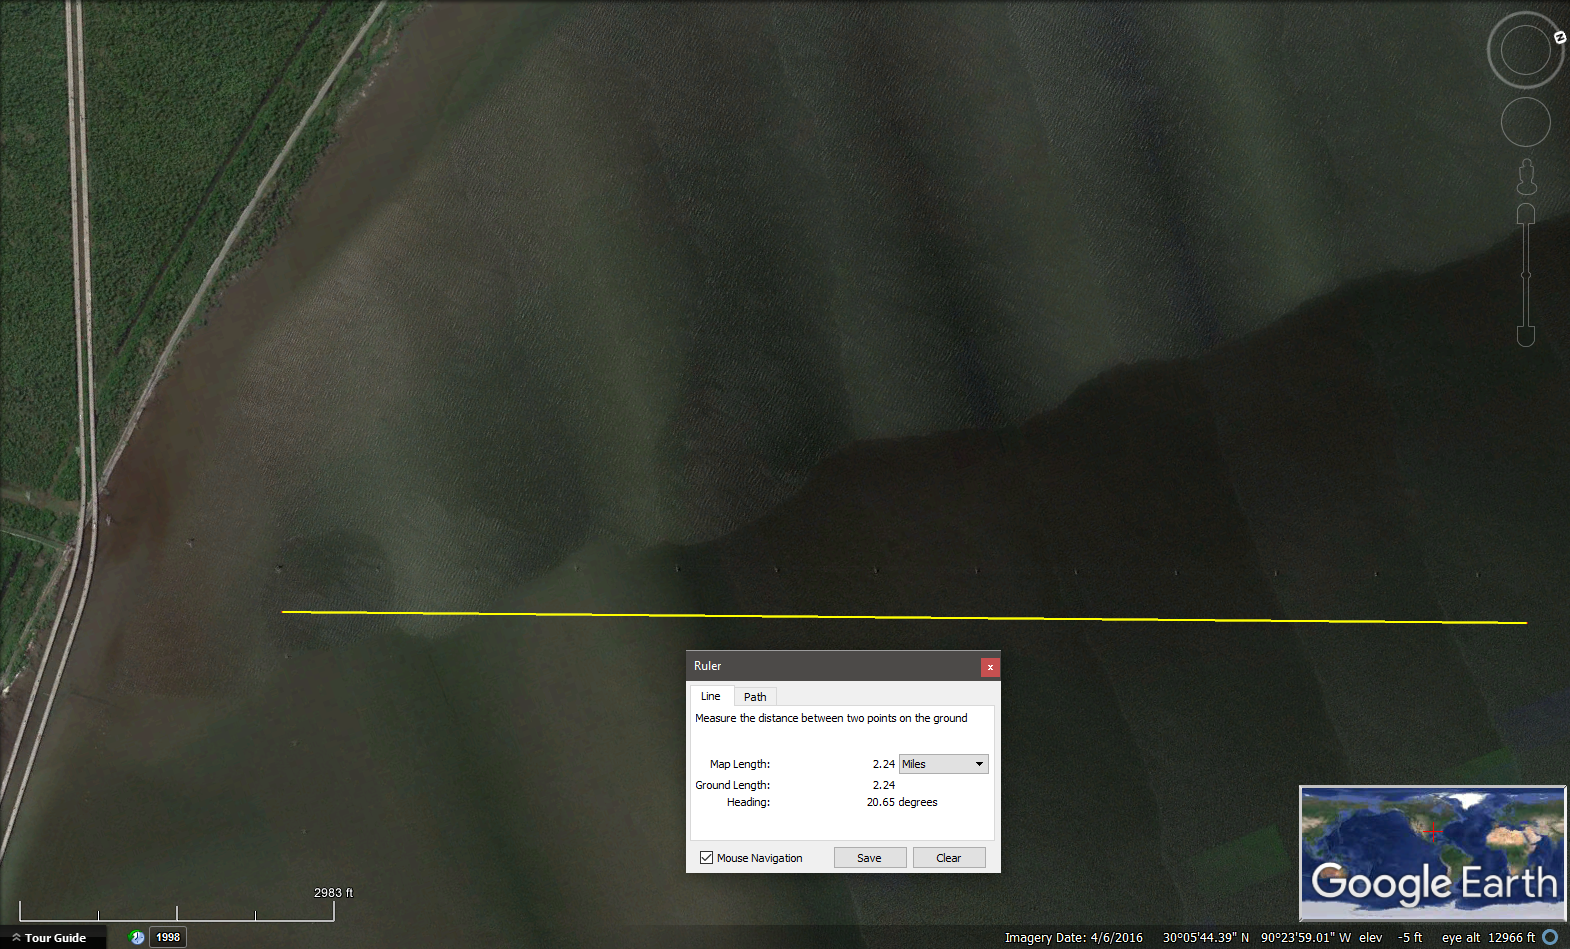 N
Ruler
x
Line Path
Measure the distance between two points on the ground
Map Length: 2.24 Miles
Ground Length: 2.24
Heading: 20.65 degrees
Mouse Navigation Save Clear
Google Earth
2983 ft
Tour Guide 1998
Imagery Date: 4/6/2016 30°05'44.39" N 90°23'59.01" W elev -5 ft eye alt 12966 ft